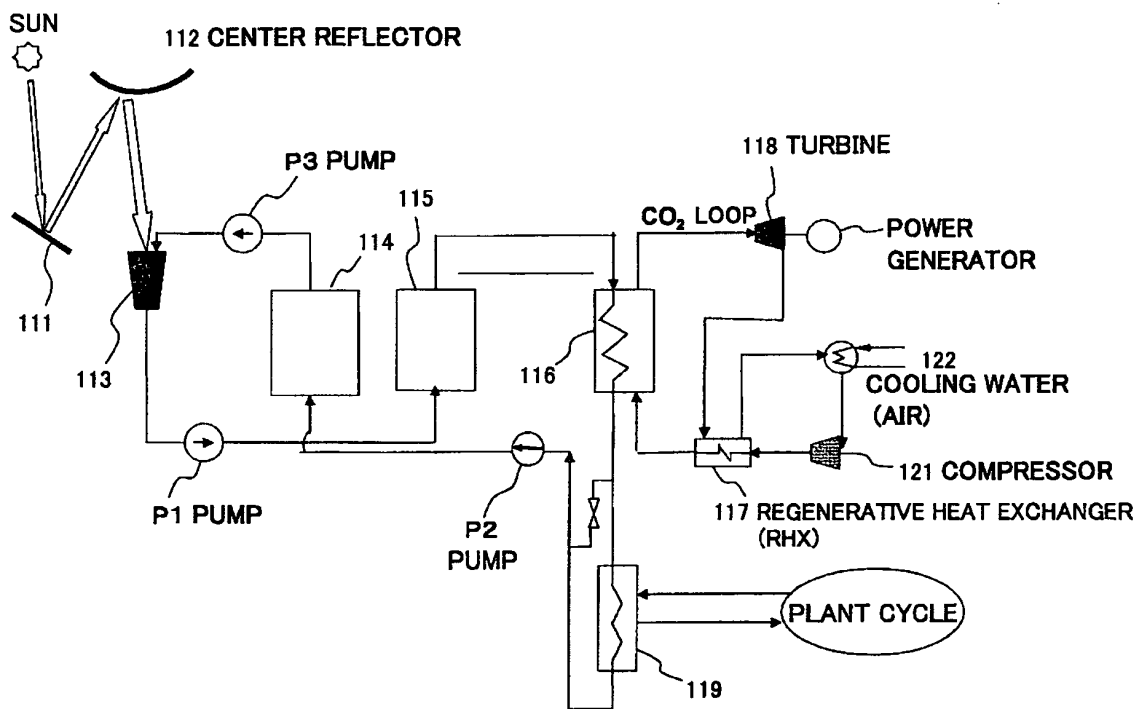 SUN
112 CENTER REFLECTOR
P3 PUMP
118 TURBINE
115
114
CO₂ LOOP
POWER
GENERATOR
111
113
116
122
COOLING WATER
(AIR)
121 COMPRESSOR
P1 PUMP
P2
PUMP
117 REGENERATIVE HEAT EXCHANGER
(RHX)
PLANT CYCLE
119